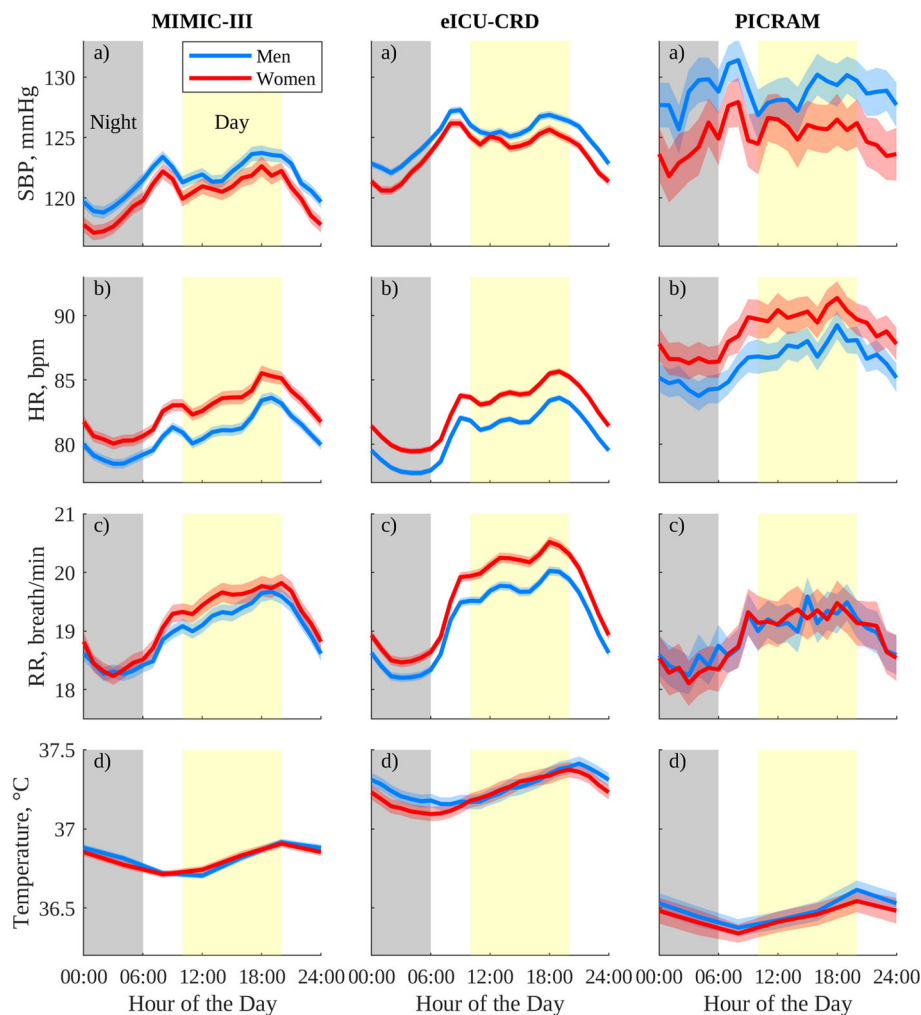 MIMIC-III eICU-CRD PICRAM
a) Men Women a) a)
Night Day
SBP, mmHg
130
125
120
b) b) b)
HR, bpm
90
85
80
c) c) c)
RR, breath/min
21
20
19
18
d) d) d)
Temperature, °C
37.5
37
36.5
00:00 06:00 12:00 18:00 24:00 00:00 06:00 12:00 18:00 24:00 00:00 06:00 12:00 18:00 24:00
Hour of the Day Hour of the Day Hour of the Day